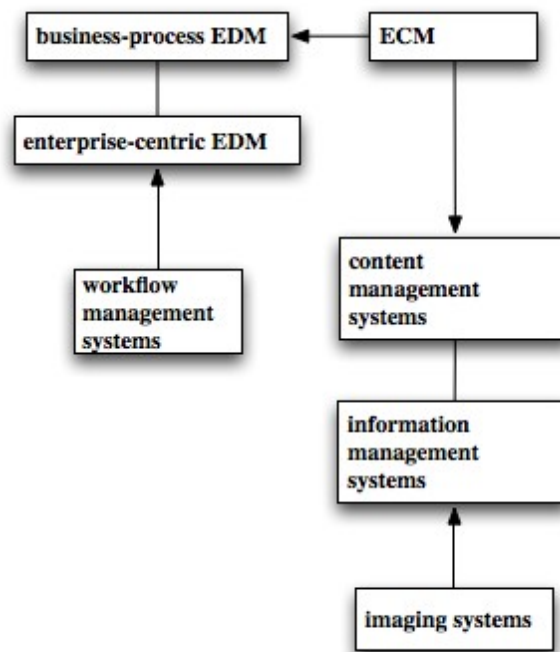 business-process EDM
ECM
enterprise-centric EDM
workflow
management
systems
content
management
systems
information
management
systems
imaging systems